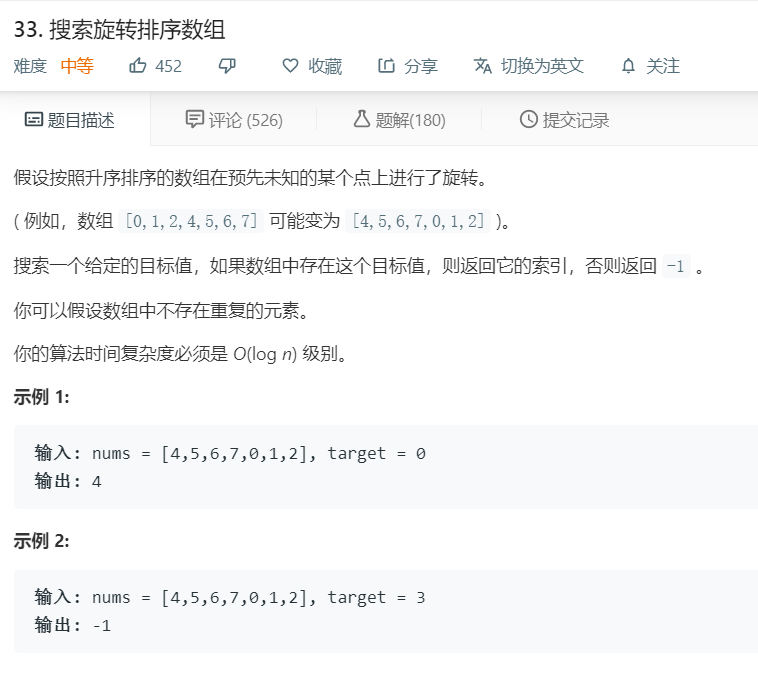 33. 搜索旋转排序数组
难度 中等 452 收藏 分享 切换为英文 关注
题目描述 评论 (526) 题解(180) 提交记录
假设按照升序排序的数组在预先未知的某个点上进行了旋转。
( 例如，数组 [0,1,2,4,5,6,7] 可能变为 [4,5,6,7,0,1,2] )。
搜索一个给定的目标值，如果数组中存在这个目标值，则返回它的索引，否则返回 -1 。
你可以假设数组中不存在重复的元素。
你的算法时间复杂度必须是 O(log n) 级别。
示例 1:
输入: nums = [4,5,6,7,0,1,2], target = 0
输出: 4
示例 2:
输入: nums = [4,5,6,7,0,1,2], target = 3
输出: -1